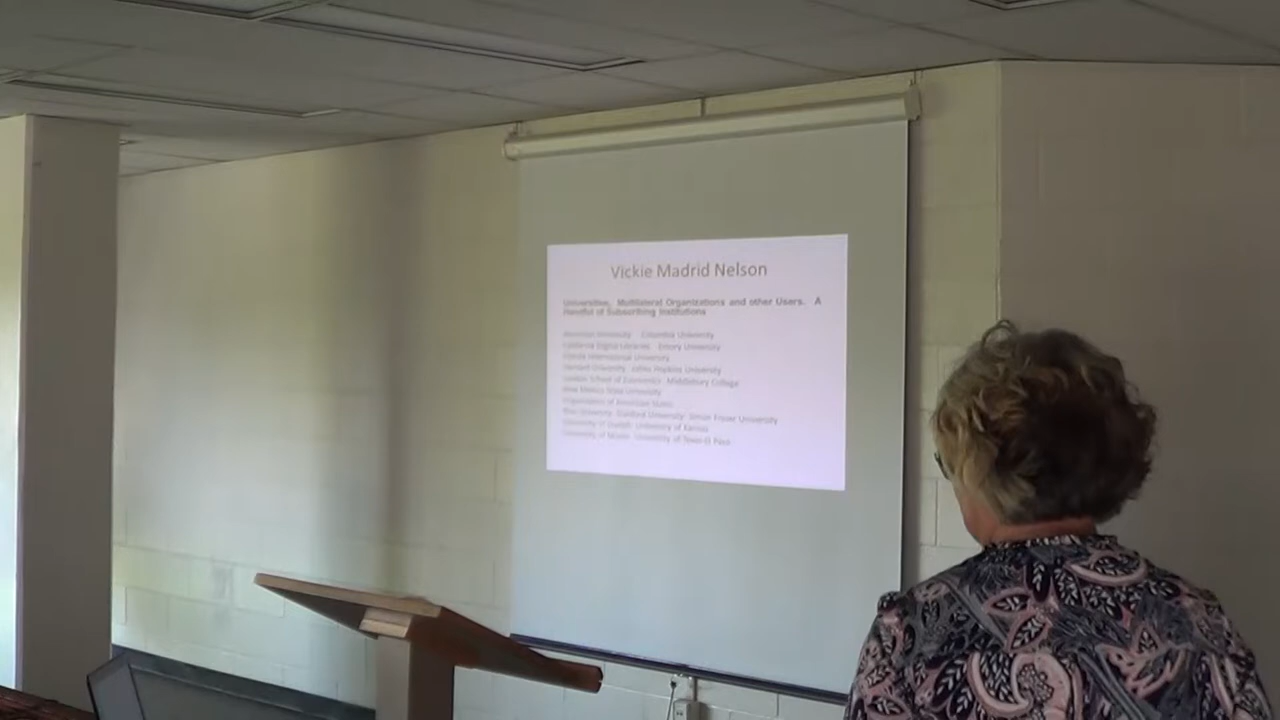 Vickie Madrid Nelson
Universities, Multilateral Organizations and other Users. A
Handful of Subscribing Institutions
American University Columbia University
California Digital Libraries Emory University
Florida International University
Harvard University Johns Hopkins University
London School of Economics Middlebury College
New Mexico State University
Organization of American States
Rice University Stanford University Simon Fraser University
University of University of Kansas
University of Miami University of Texas-El Paso